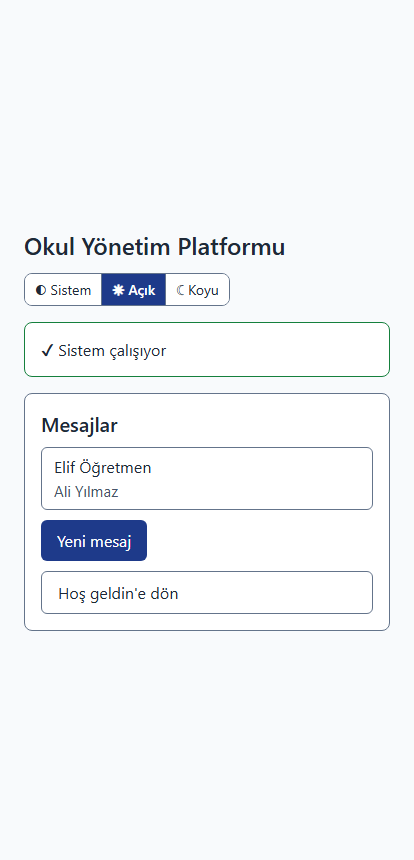 Okul Yönetim Platformu
◐ Sistem ✱ Açık ☾ Koyu
✓ Sistem çalışıyor
Mesajlar
Elif Öğretmen
Ali Yılmaz
Yeni mesaj
Hoş geldin'e dön